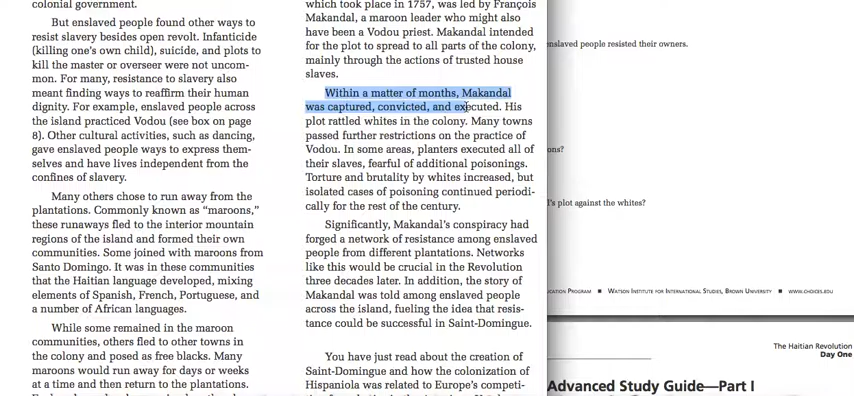 colonial government.
But enslaved people found other ways to
resist slavery besides open revolt. Infanticide
(killing one's own child), suicide, and plots to
kill the master or overseer were not uncom-
mon. For many, resistance to slavery also
meant finding ways to reaffirm their human
dignity. For example, enslaved people across
the island practiced Vodou (see box on page
8). Other cultural activities, such as dancing,
gave enslaved people ways to express them-
selves and have lives independent from the
confines of slavery.
Many others chose to run away from the
plantations. Commonly known as “maroons,”
these runaways fled to the interior mountain
regions of the island and formed their own
communities. Some joined with maroons from
Santo Domingo. It was in these communities
that the Haitian language developed, mixing
elements of Spanish, French, Portuguese, and
a number of African languages.
While some remained in the maroon
communities, others fled to other towns in
the colony and posed as free blacks. Many
maroons would run away for days or weeks
at a time and then return to the plantations.
which took place in 1757, was led by François
Makandal, a maroon leader who might also
have been a Vodou priest. Makandal intended
for the plot to spread to all parts of the colony,
mainly through the actions of trusted house
slaves.
Within a matter of months, Makandal
was captured, convicted, and executed. His
plot rattled whites in the colony. Many towns
passed further restrictions on the practice of
Vodou. In some areas, planters executed all of
their slaves, fearful of additional poisonings.
Torture and brutality by whites increased, but
isolated cases of poisoning continued periodi-
cally for the rest of the century.
Significantly, Makandal's conspiracy had
forged a network of resistance among enslaved
people from different plantations. Networks
like this would be crucial in the Revolution
three decades later. In addition, the story of
Makandal was told among enslaved people
across the island, fueling the idea that resis-
tance could be successful in Saint-Domingue.
You have just read about the creation of
Saint-Domingue and how the colonization of
Hispaniola was related to Europe's competi-
enslaved people resisted their owners.
ons?
l's plot against the whites?
cation Program ■ Watson Institute for International Studies, Brown University ■ www.choices.edu
The Haitian Revolution
Day One
Advanced Study Guide—Part I